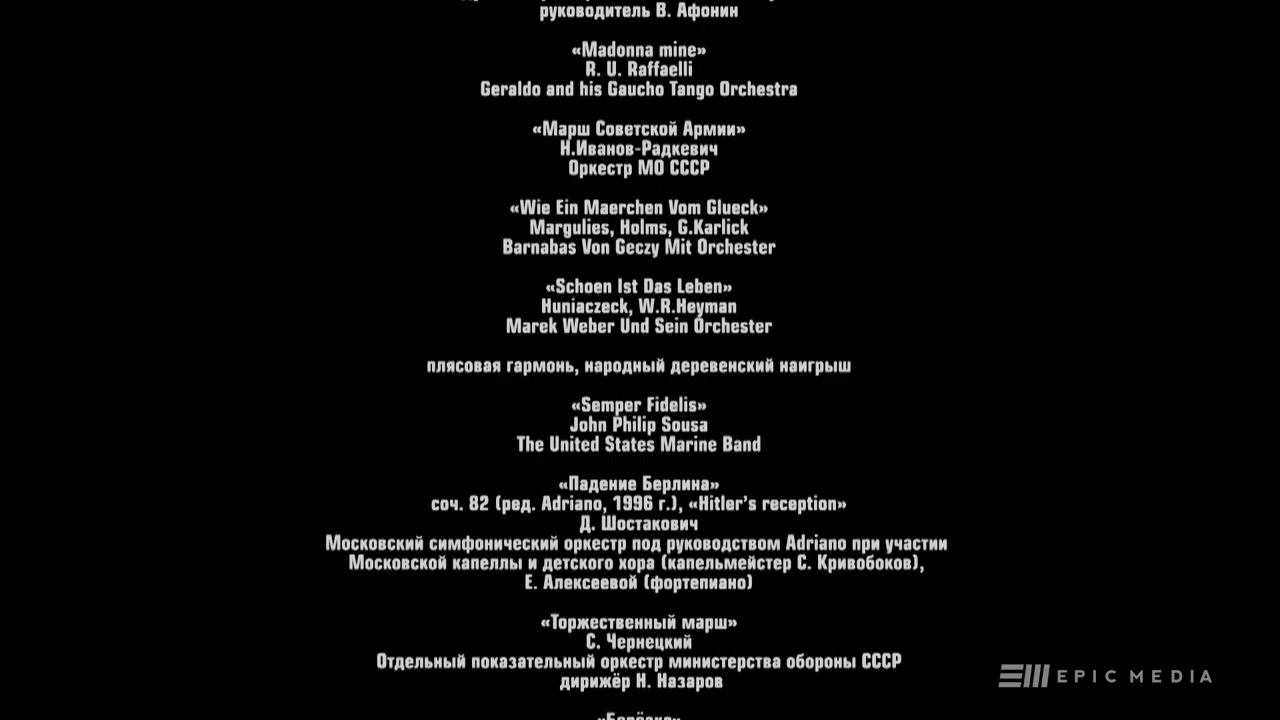 руководитель В. Афонин
«Madonna mine»
R. U. Raffaelli
Geraldo and his Gaucho Tango Orchestra
«Марш Советской Армии»
Н.Иванов-Радкевич
Оркестр МО СССР
«Wie Ein Maerchen Vom Glueck»
Margulies, Holms, G.Karlick
Barnabas Von Geczy Mit Orchester
«Schoen Ist Das Leben»
Huniaczeck, W.R.Heyman
Marek Weber Und Sein Orchester
плясовая гармонь, народный деревенский наигрыш
«Semper Fidelis»
John Philip Sousa
The United States Marine Band
«Падение Берлина»
соч. 82 (ред. Adriano, 1996 г.), «Hitler's reception»
Д. Шостакович
Московский симфонический оркестр под руководством Adriano при участии
Московской капеллы и детского хора (капельмейстер С. Кривобоков),
Е. Алексеевой (фортепиано)
«Торжественный марш»
С. Чернецкий
Отдельный показательный оркестр министерства обороны СССР
дирижёр Н. Назаров
EPIC MEDIA